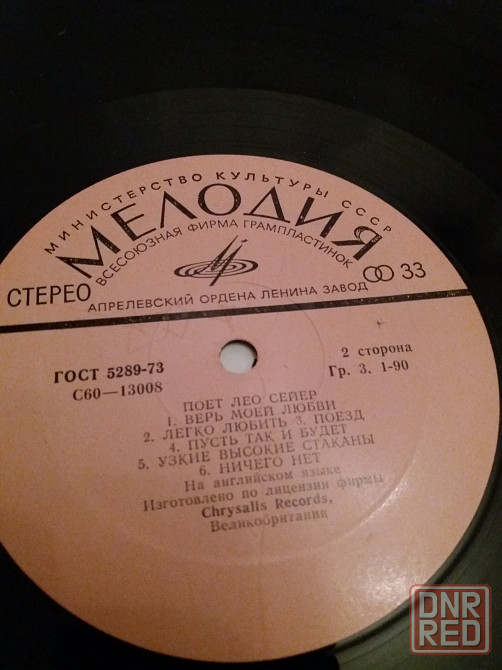 МИНИСТЕРСТВО КУЛЬТУРЫ СССР
МЕЛОДИЯ
ВСЕСОЮЗНАЯ ФИРМА ГРАМПЛАСТИНОК
СТЕРЕО
33
АПРЕЛЕВСКИЙ ОРДЕНА ЛЕНИНА ЗАВОД
ГОСТ 5289-73
С60—13008
2 сторона
Гр. 3. 1-90
ПОЕТ ЛЕО СЕЙЕР
1. ВЕРЬ МОЕЙ ЛЮБВИ
2. ЛЕГКО ЛЮБИТЬ 3. ПОЕЗД
4. ПУСТЬ ТАК И БУДЕТ
5. УЗКИЕ ВЫСОКИЕ СТАКАНЫ
6. НИЧЕГО НЕТ
На английском языке
Изготовлено по лицензии фирмы
Chrysalis Records,
Великобритания
DNR
RED